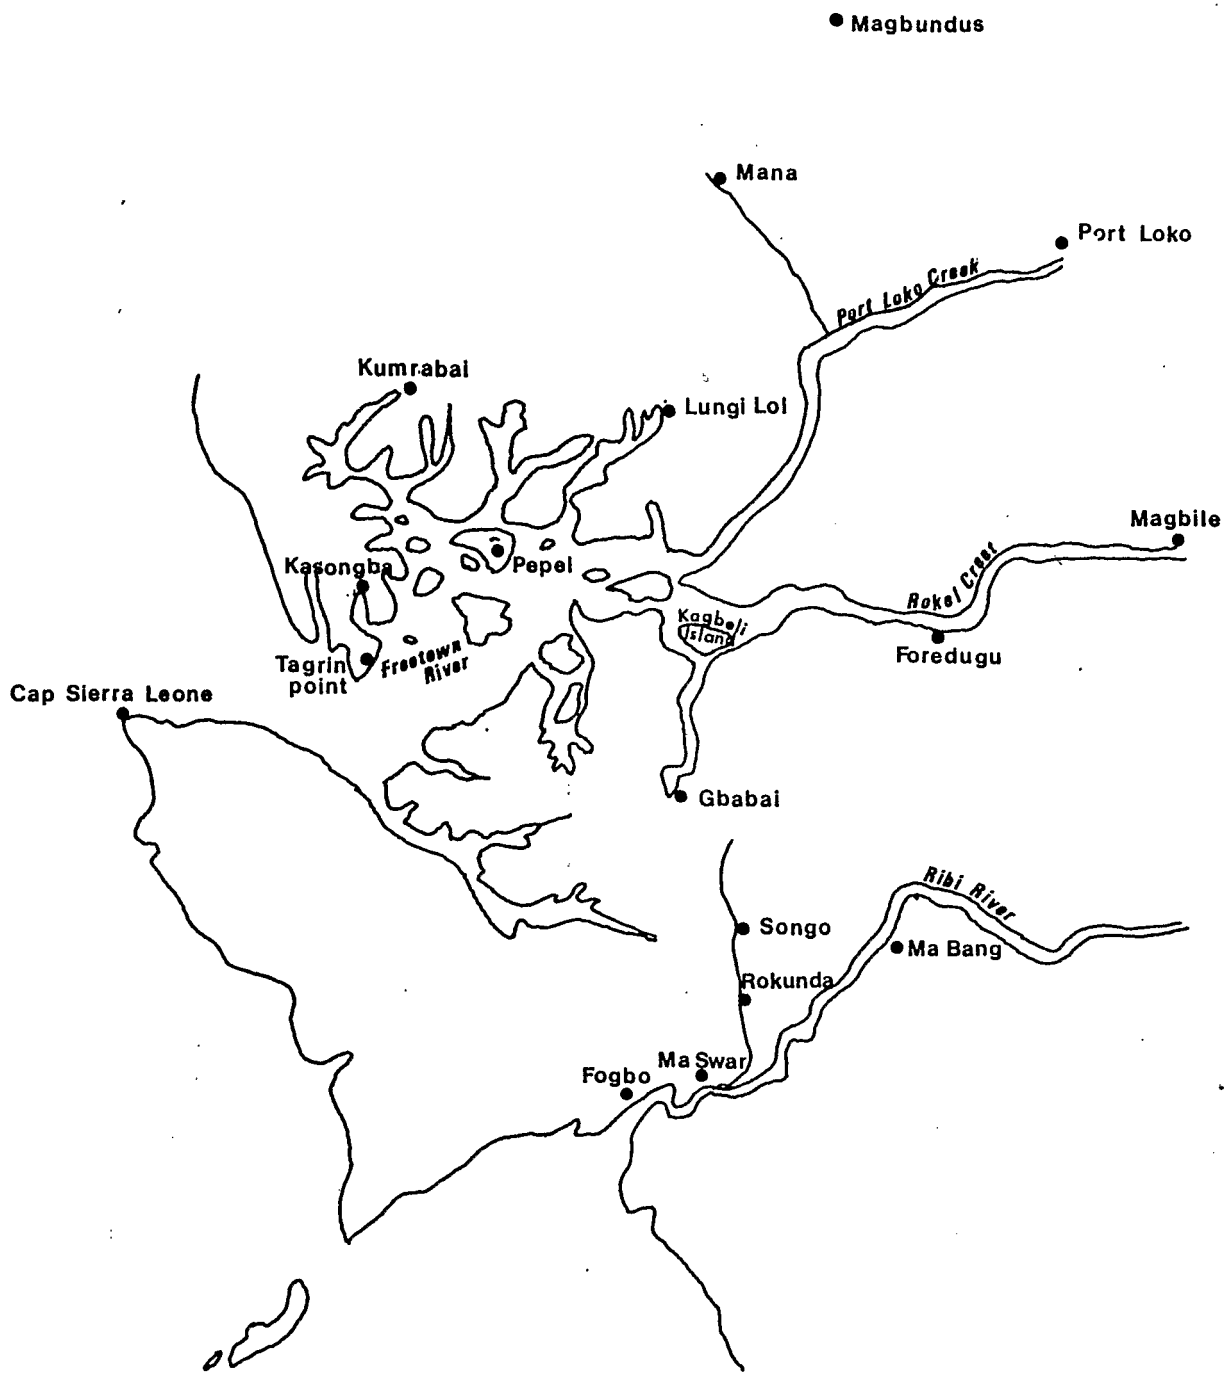 Magbundus
Mana
Port Loko
Port Loko Creek
Kumrabai
Lungi Lol
Magbile
Kasongba
Pepel
Rokel Creet
Kagbeli
Island
Foredugu
Tagrin
point
Freetown
River
Cap Sierra Leone
Gbabai
Ribi River
Songo
Ma Bang
Rokunda
Ma Swar
Fogbo